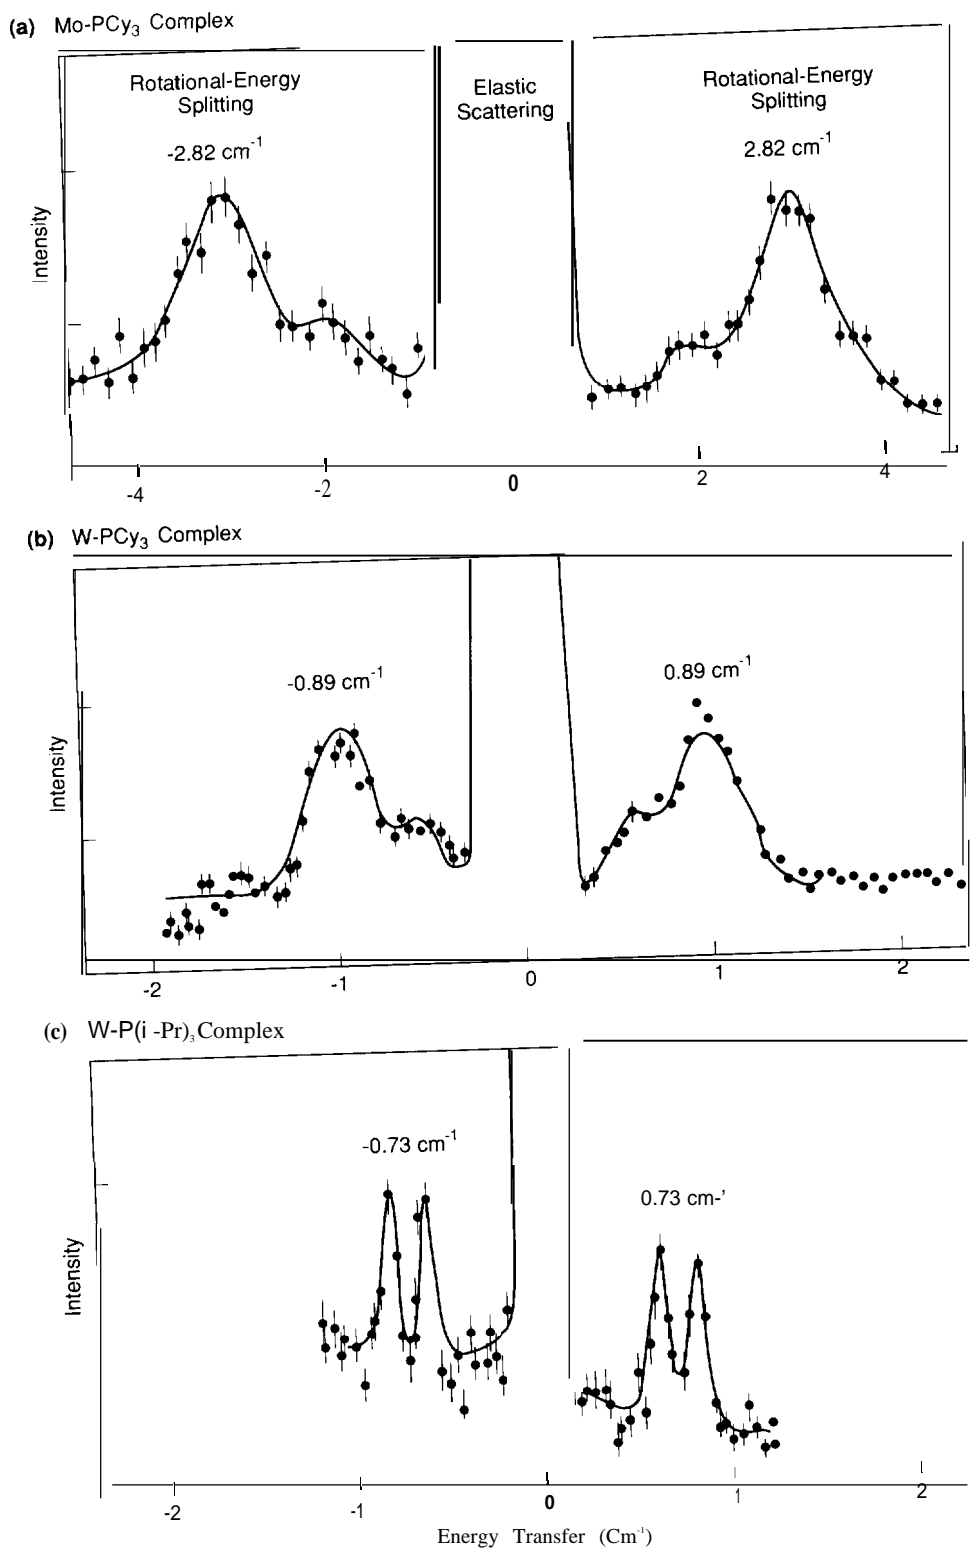 (a) Mo-PCy₃ Complex
Rotational-Energy
Splitting
-2.82 cm⁻¹
Elastic
Scattering
Rotational-Energy
Splitting
2.82 cm⁻¹
Intensity
-4 -2 0 2 4
(b) W-PCy₃ Complex
-0.89 cm⁻¹
0.89 cm⁻¹
Intensity
-2 -1 0 1 2
(c) W-P(i -Pr)₃ Complex
-0.73 cm⁻¹
0.73 cm-'
Intensity
-2 -1 0 1 2
Energy Transfer (Cm⁻¹)